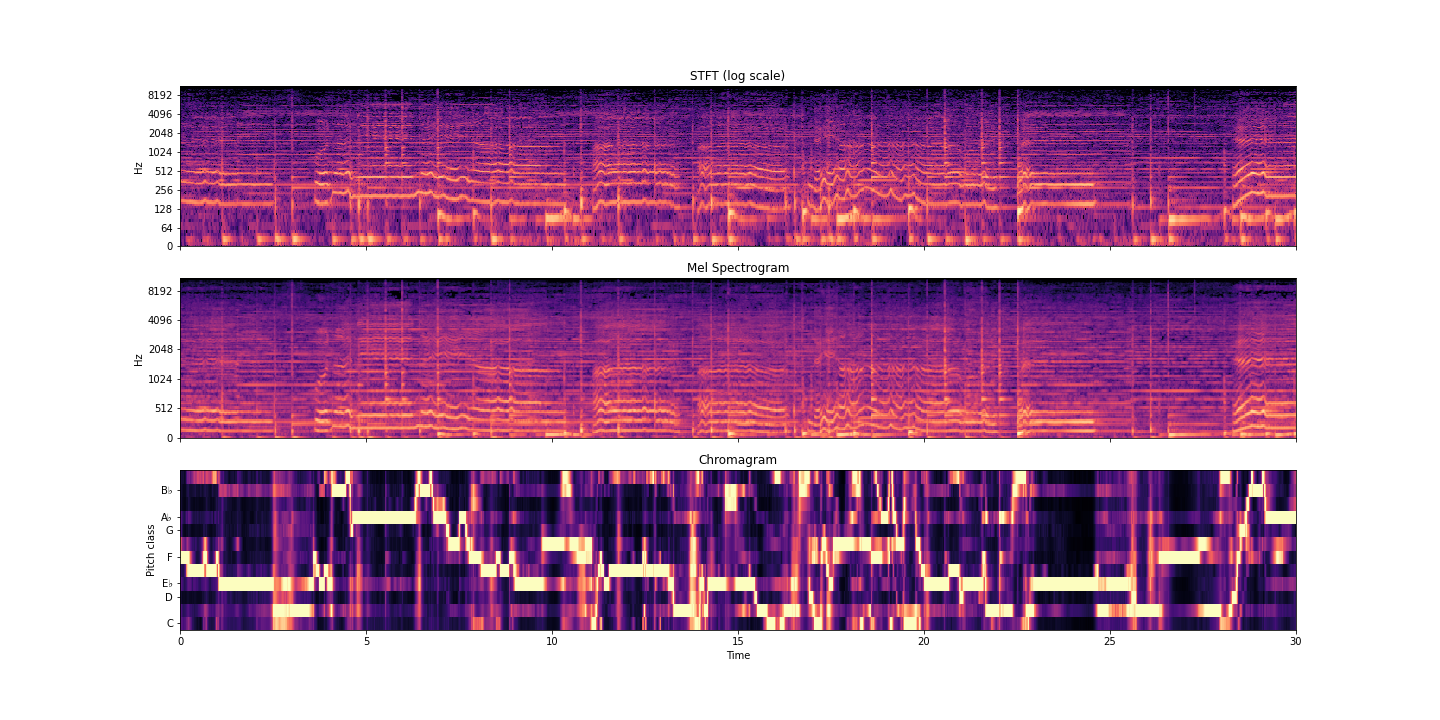 STFT (log scale)
8192
4096
2048
1024
512
256
128
64
0
Hz
Mel Spectrogram
8192
4096
2048
1024
512
0
Hz
Chromagram
B♭
A♭
G
F
E♭
D
C
Pitch class
0 5 10 15 20 25 30
Time